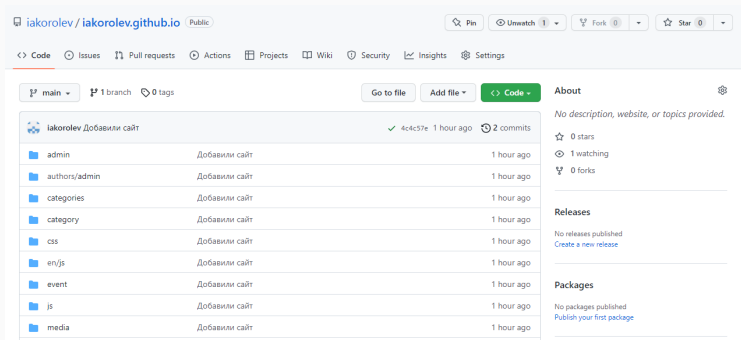 iakorolev / iakorolev.github.io Public
Pin Unwatch 1 Fork 0 Star 0
Code Issues Pull requests Actions Projects Wiki Security Insights Settings
main 1 branch 0 tags Go to file Add file Code
iakorolev Добавили сайт 4c4c57e 1 hour ago 2 commits
admin Добавили сайт 1 hour ago
authors/admin Добавили сайт 1 hour ago
categories Добавили сайт 1 hour ago
category Добавили сайт 1 hour ago
css Добавили сайт 1 hour ago
en/js Добавили сайт 1 hour ago
event Добавили сайт 1 hour ago
js Добавили сайт 1 hour ago
media Добавили сайт 1 hour ago
About
No description, website, or topics provided.
0 stars
1 watching
0 forks
Releases
No releases published
Create a new release
Packages
No packages published
Publish your first package